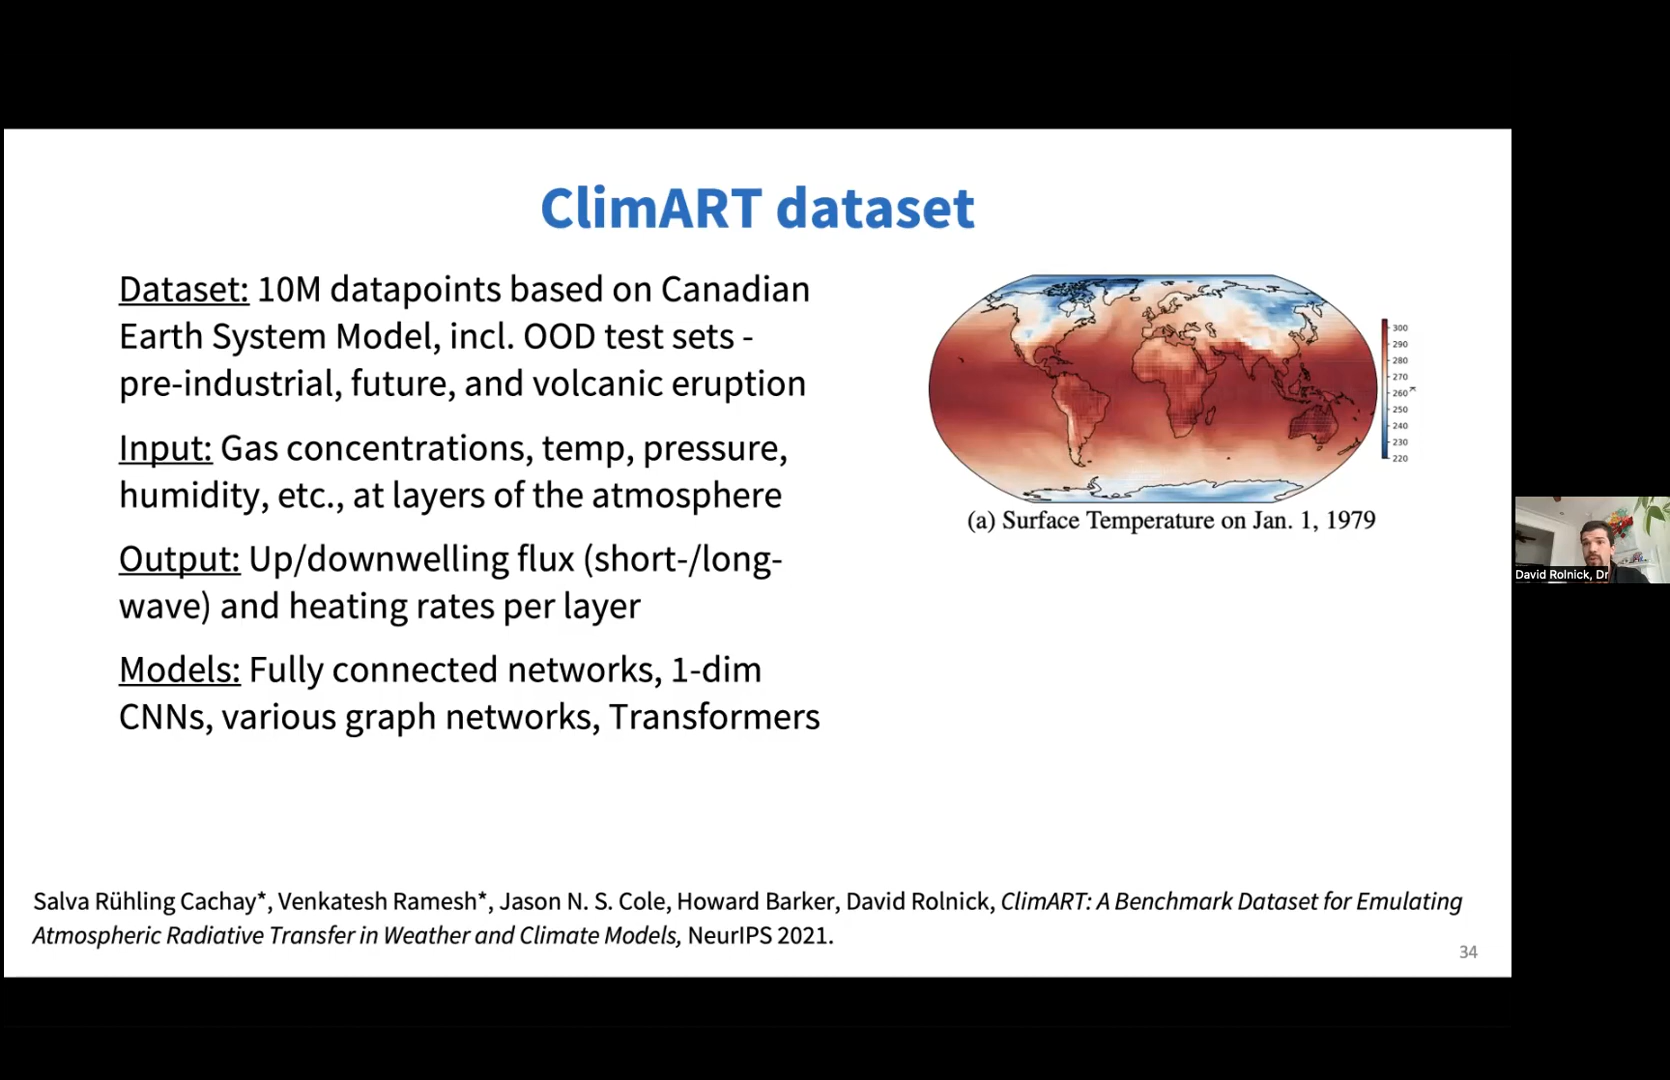 ClimART dataset
Dataset: 10M datapoints based on Canadian
Earth System Model, incl. OOD test sets -
pre-industrial, future, and volcanic eruption
Input: Gas concentrations, temp, pressure,
humidity, etc., at layers of the atmosphere
Output: Up/downwelling flux (short-/long-
wave) and heating rates per layer
Models: Fully connected networks, 1-dim
CNNs, various graph networks, Transformers
300
290
280
270
260
250
240
230
220
K
(a) Surface Temperature on Jan. 1, 1979
David Rolnick, Dr
Salva Rühling Cachay*, Venkatesh Ramesh*, Jason N. S. Cole, Howard Barker, David Rolnick, ClimART: A Benchmark Dataset for Emulating
Atmospheric Radiative Transfer in Weather and Climate Models, NeurIPS 2021.
34